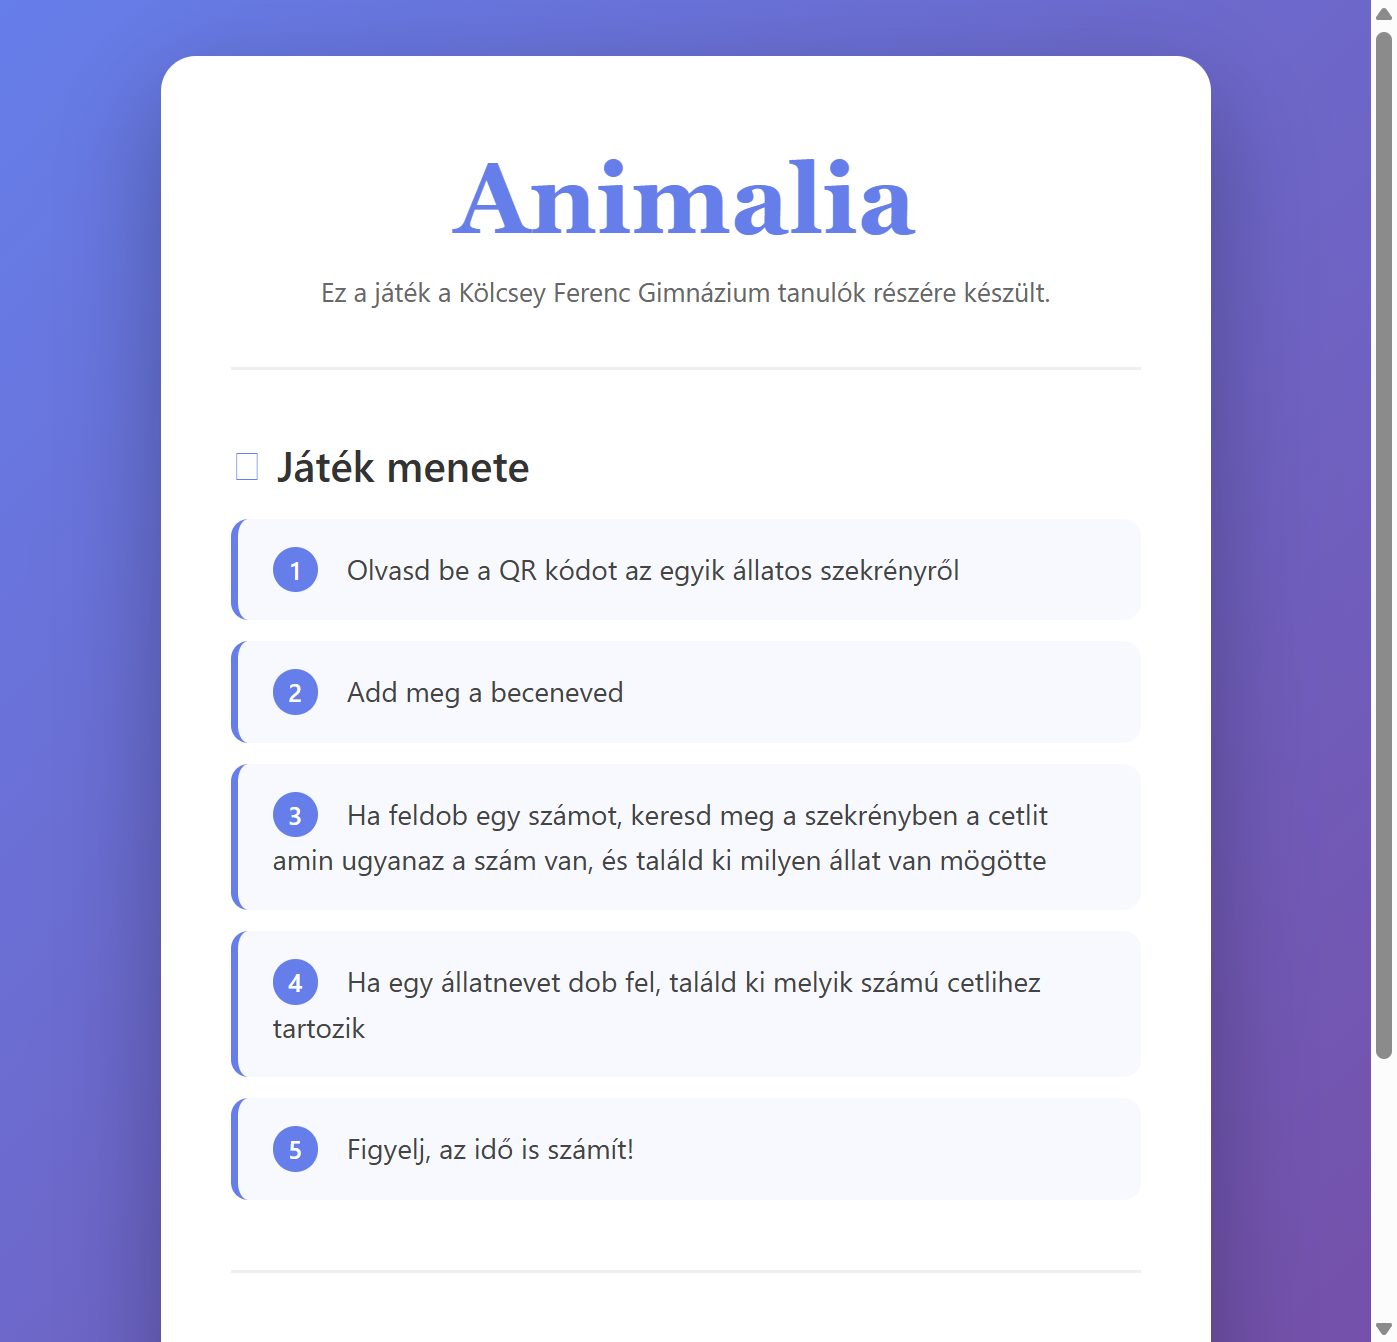 Animalia
Ez a játék a Kölcsey Ferenc Gimnázium tanulók részére készült.
Játék menete
1 Olvasd be a QR kódot az egyik állatos szekrényről
2 Add meg a beceneved
3 Ha feldob egy számot, keresd meg a szekrényben a cetlit
amin ugyanaz a szám van, és találd ki milyen állat van mögötte
4 Ha egy állatnevet dob fel, találd ki melyik számú cetlihez
tartozik
5 Figyelj, az idő is számít!